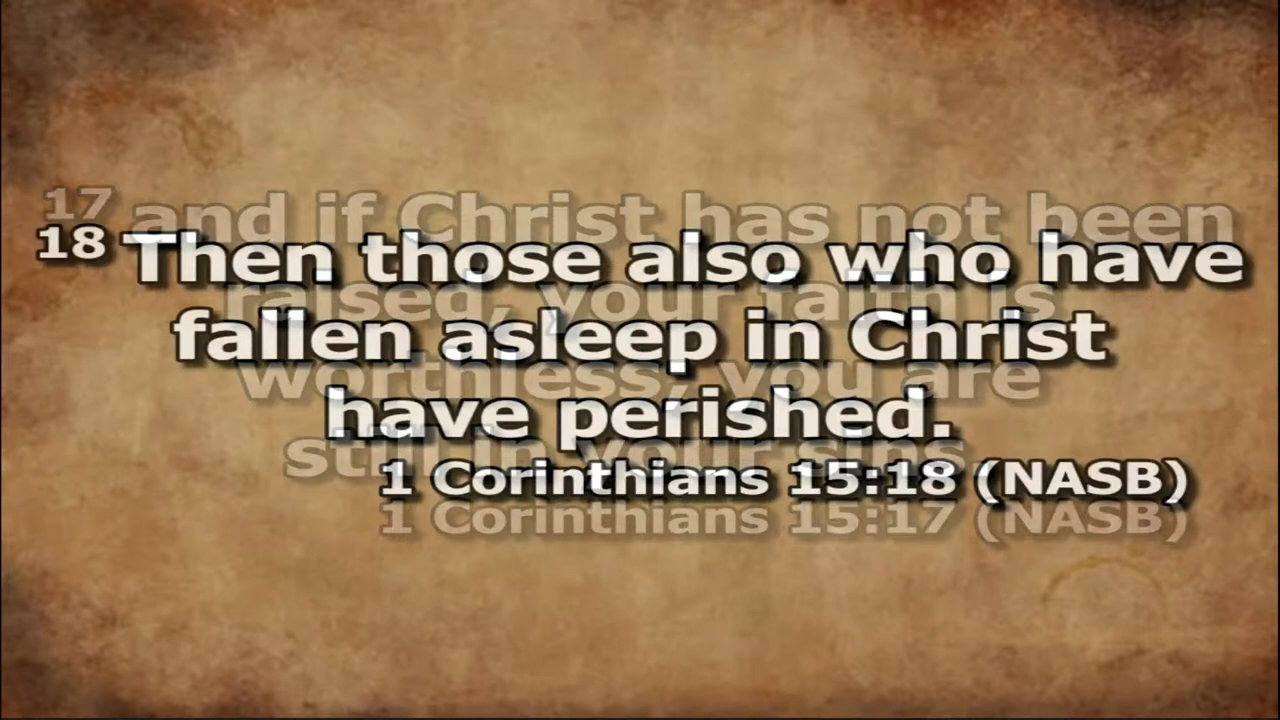 17 and if Christ has not been
raised, your faith is
worthless; you are
still in your sins
1 Corinthians 15:17 (NASB)
18 Then those also who have
fallen asleep in Christ
have perished.
1 Corinthians 15:18 (NASB)